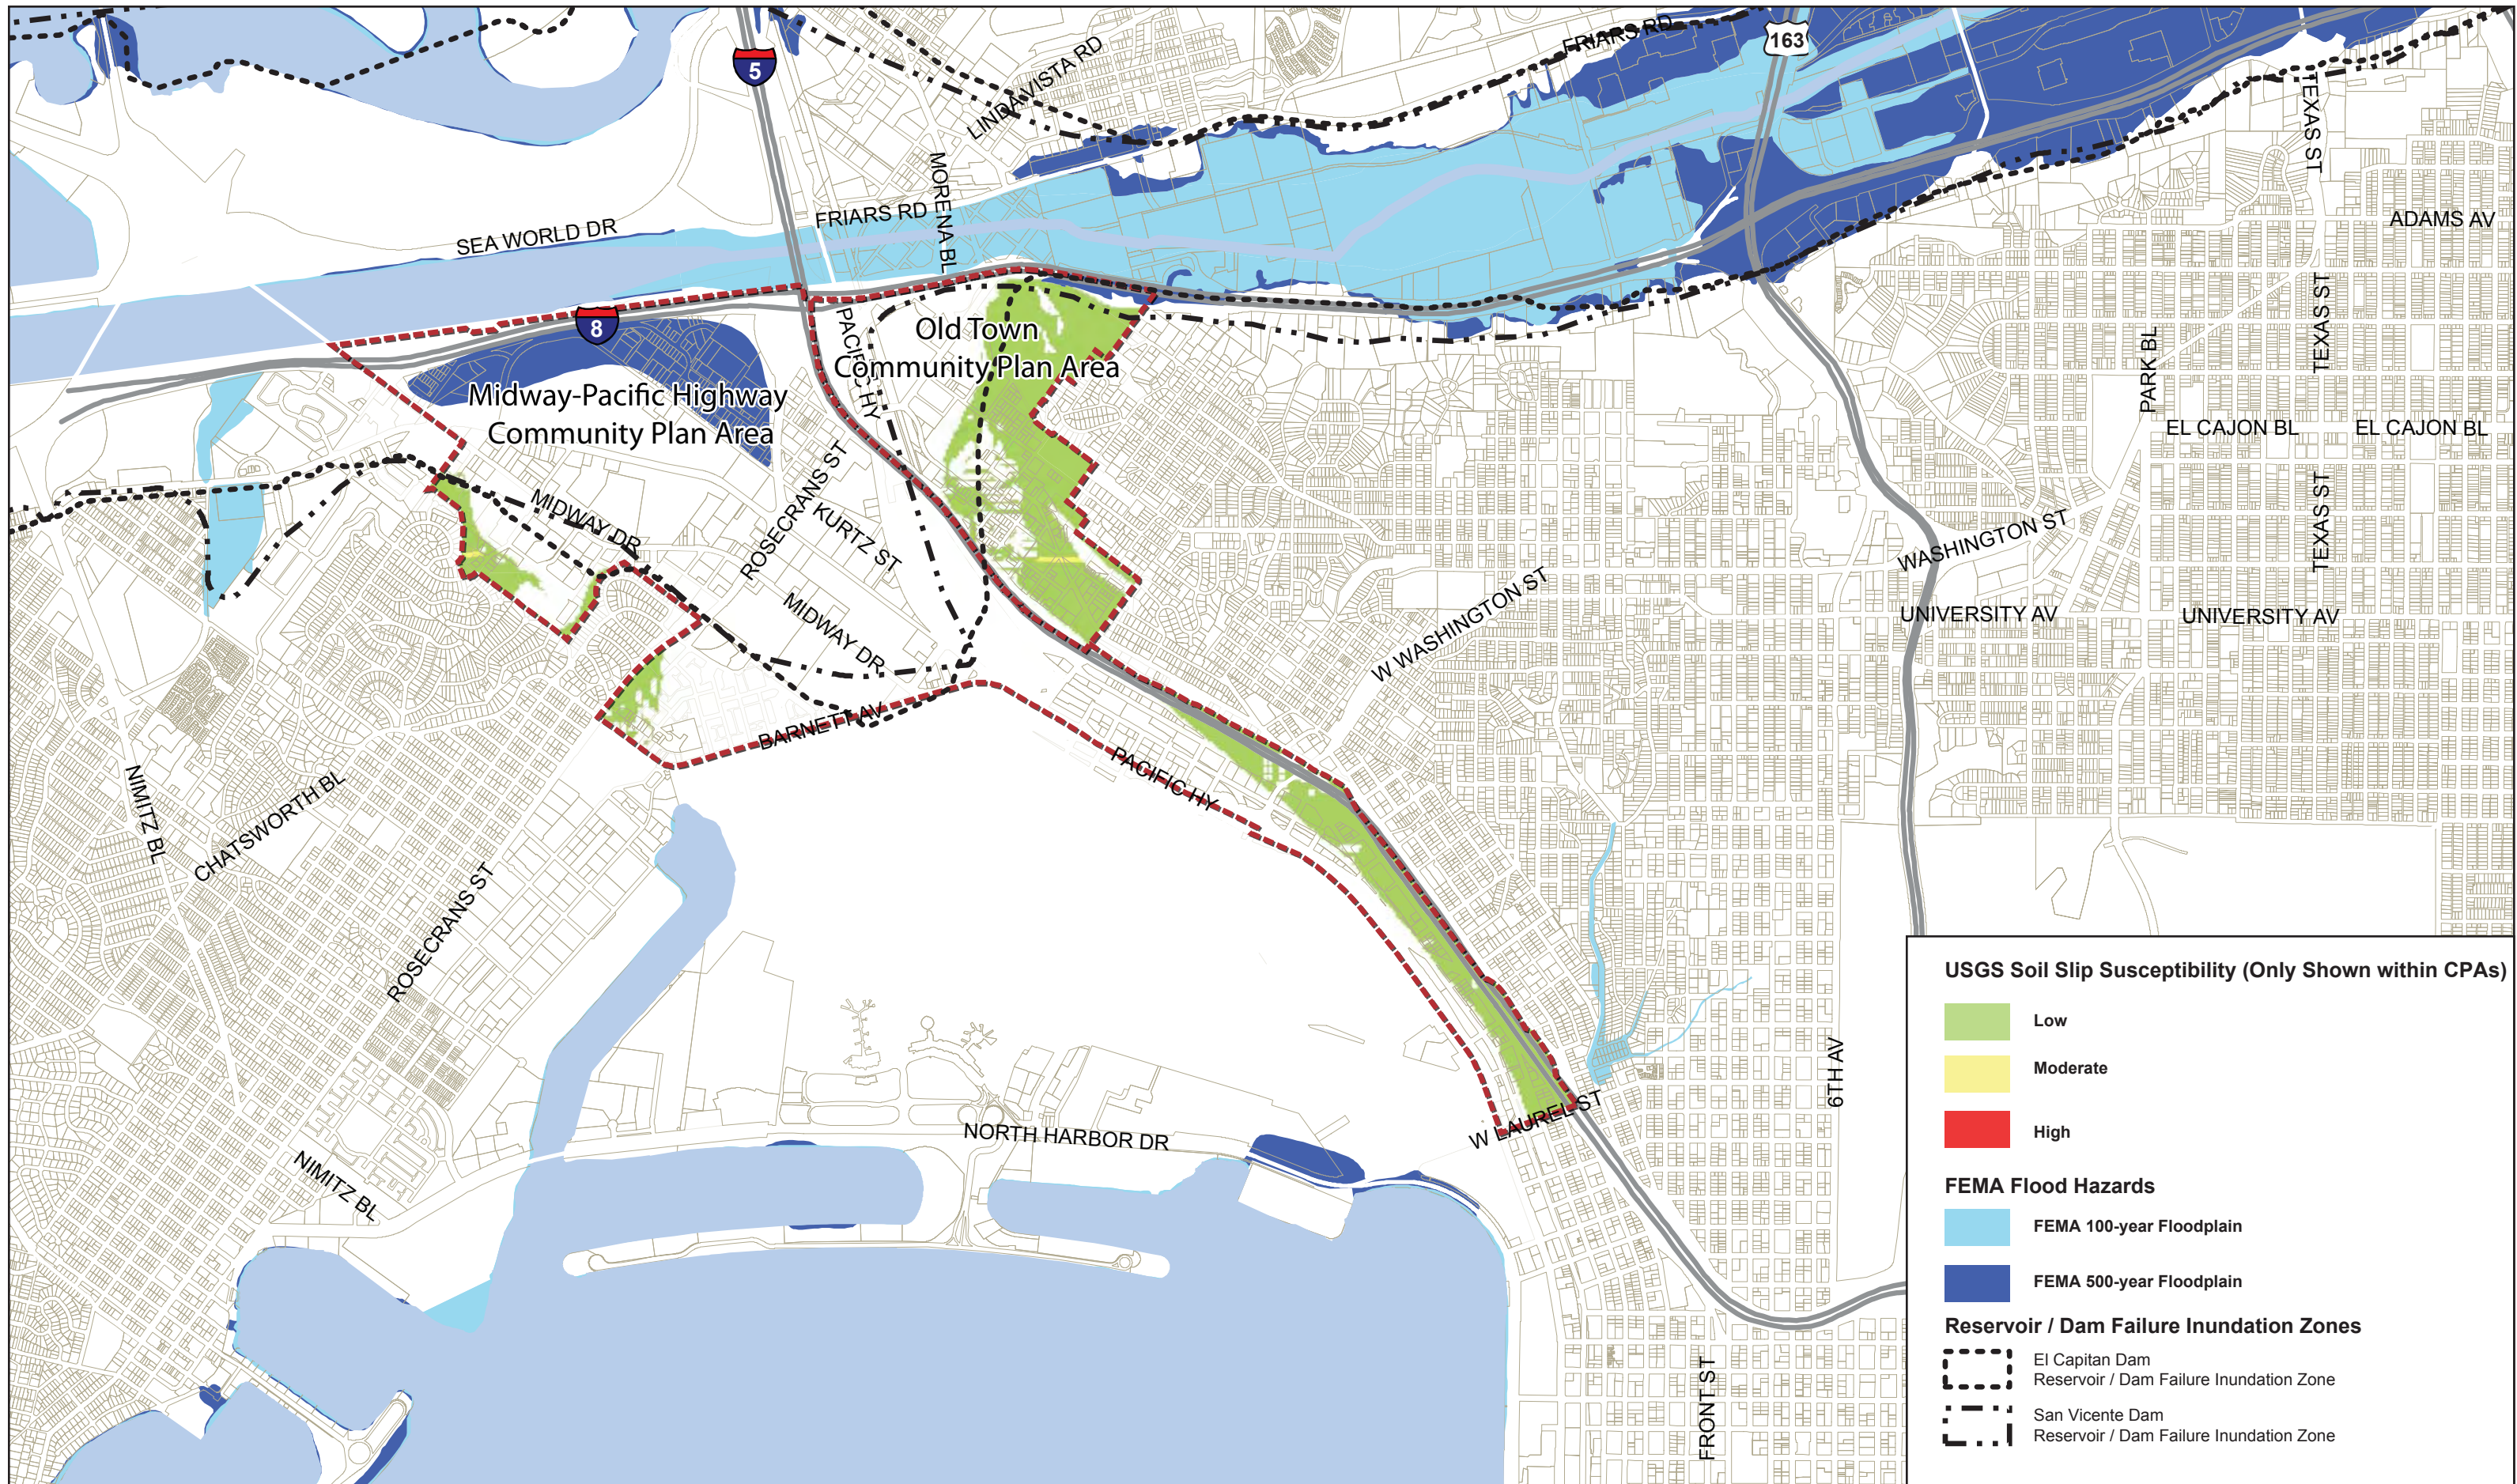 5
163
LINDA VISTA RD
FRIARS RD
TEXAS ST
MORENA BL
FRIARS RD
SEA WORLD DR
ADAMS AV
8
PACIFIC HY
Old Town
Community Plan Area
TEXAS ST
PARK BL
Midway-Pacific Highway
Community Plan Area
EL CAJON BL
EL CAJON BL
ROSECRANS ST
MIDWAY DR
KURTZ ST
TEXAS ST
WASHINGTON ST
MIDWAY DR
W WASHINGTON ST
UNIVERSITY AV
UNIVERSITY AV
BARNETT AV
PACIFIC HY
NIMITZ BL
CHATSWORTH BL
ROSECRANS ST
6TH AV
W LAUREL ST
NORTH HARBOR DR
NIMITZ BL
FRONT ST
USGS Soil Slip Susceptibility (Only Shown within CPAs)
Low
Moderate
High
FEMA Flood Hazards
FEMA 100-year Floodplain
FEMA 500-year Floodplain
Reservoir / Dam Failure Inundation Zones
El Capitan Dam
Reservoir / Dam Failure Inundation Zone
San Vicente Dam
Reservoir / Dam Failure Inundation Zone